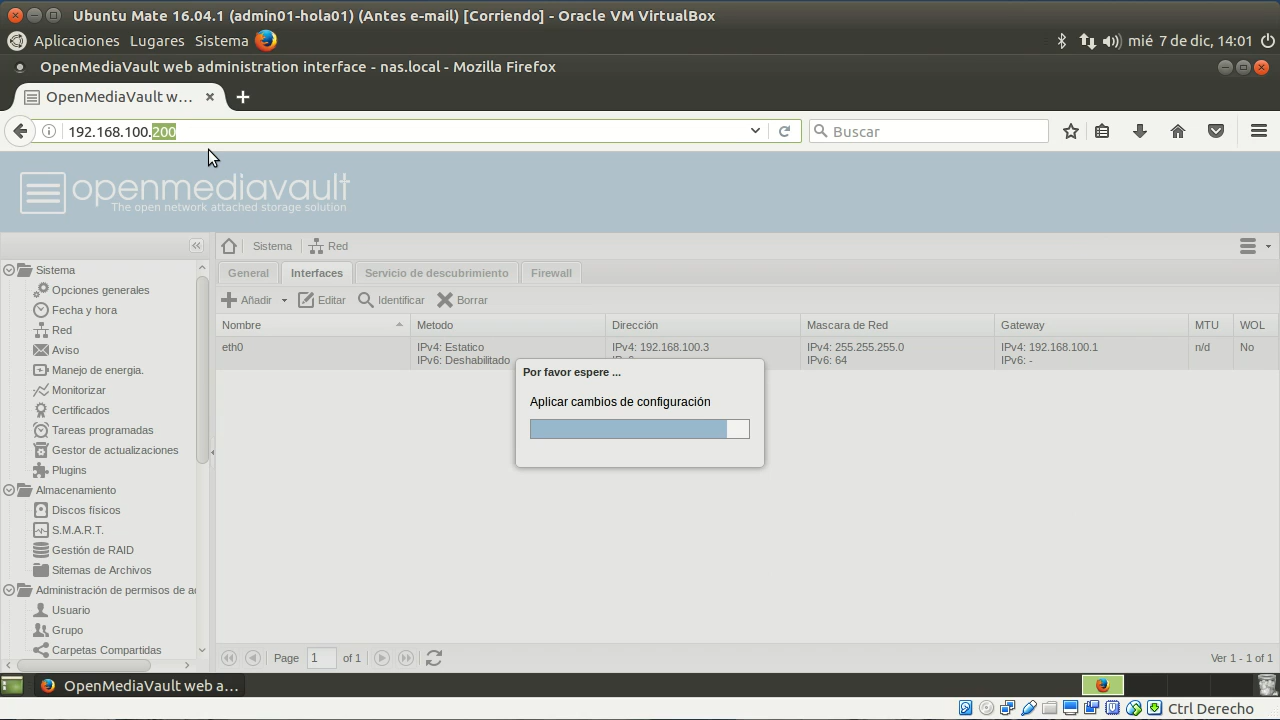 Ubuntu Mate 16.04.1 (admin01-hola01) (Antes e-mail) [Corriendo] - Oracle VM VirtualBox
Aplicaciones Lugares Sistema
mié 7 de dic, 14:01
OpenMediaVault web administration interface - nas.local - Mozilla Firefox
OpenMediaVault w...
192.168.100.200
Buscar
openmediavault
The open network attached storage solution
Sistema
Red
General
Interfaces
Servicio de descubrimiento
Firewall
Añadir
Editar
Identificar
Borrar
Nombre Metodo Dirección Mascara de Red Gateway MTU WOL
eth0 IPv4: Estatico IPv4: 192.168.100.3 IPv4: 255.255.255.0 IPv4: 192.168.100.1 n/d No
IPv6: Deshabilitado IPv6: 64 IPv6: -
Por favor espere ...
Aplicar cambios de configuración
Sistema
Opciones generales
Fecha y hora
Red
Aviso
Manejo de energia.
Monitorizar
Certificados
Tareas programadas
Gestor de actualizaciones
Plugins
Almacenamiento
Discos físicos
S.M.A.R.T.
Gestión de RAID
Sitemas de Archivos
Administración de permisos de a
Usuario
Grupo
Carpetas Compartidas
Page 1 of 1
Ver 1 - 1 of 1
OpenMediaVault web a...
Ctrl Derecho